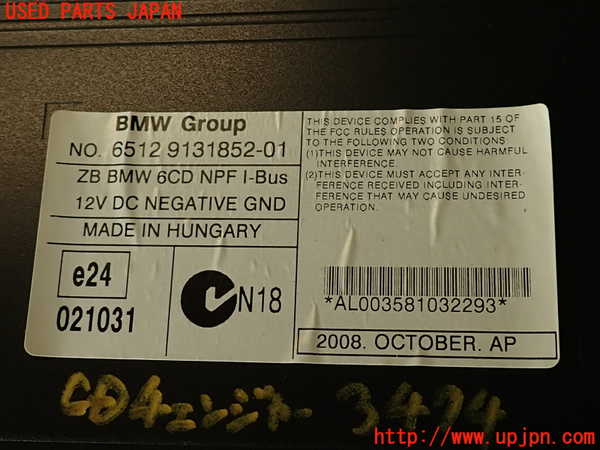 USED PARTS JAPAN
BMW Group
NO. 6512 9131852-01
ZB BMW 6CD NPF I-Bus
12V DC NEGATIVE GND
MADE IN HUNGARY
e24
021031
N18
THIS DEVICE COMPLIES WITH PART 15 OF
THE FCC RULES OPERATION IS SUBJECT
TO THE FOLLOWING TWO CONDITIONS
(1)THIS DEVICE MAY NOT CAUSE HARMFUL
INTERFERENCE.
(2)THIS DEVICE MUST ACCEPT ANY INTER-
FERENCE RECEIVED INCLUDING INTER-
FERENCE THAT MAY CAUSE UNDESIRED
OPERATION.
*AL003581032293*
2008. OCTOBER. AP
CDチェンジャー 3474
http://www.upjpn.com/